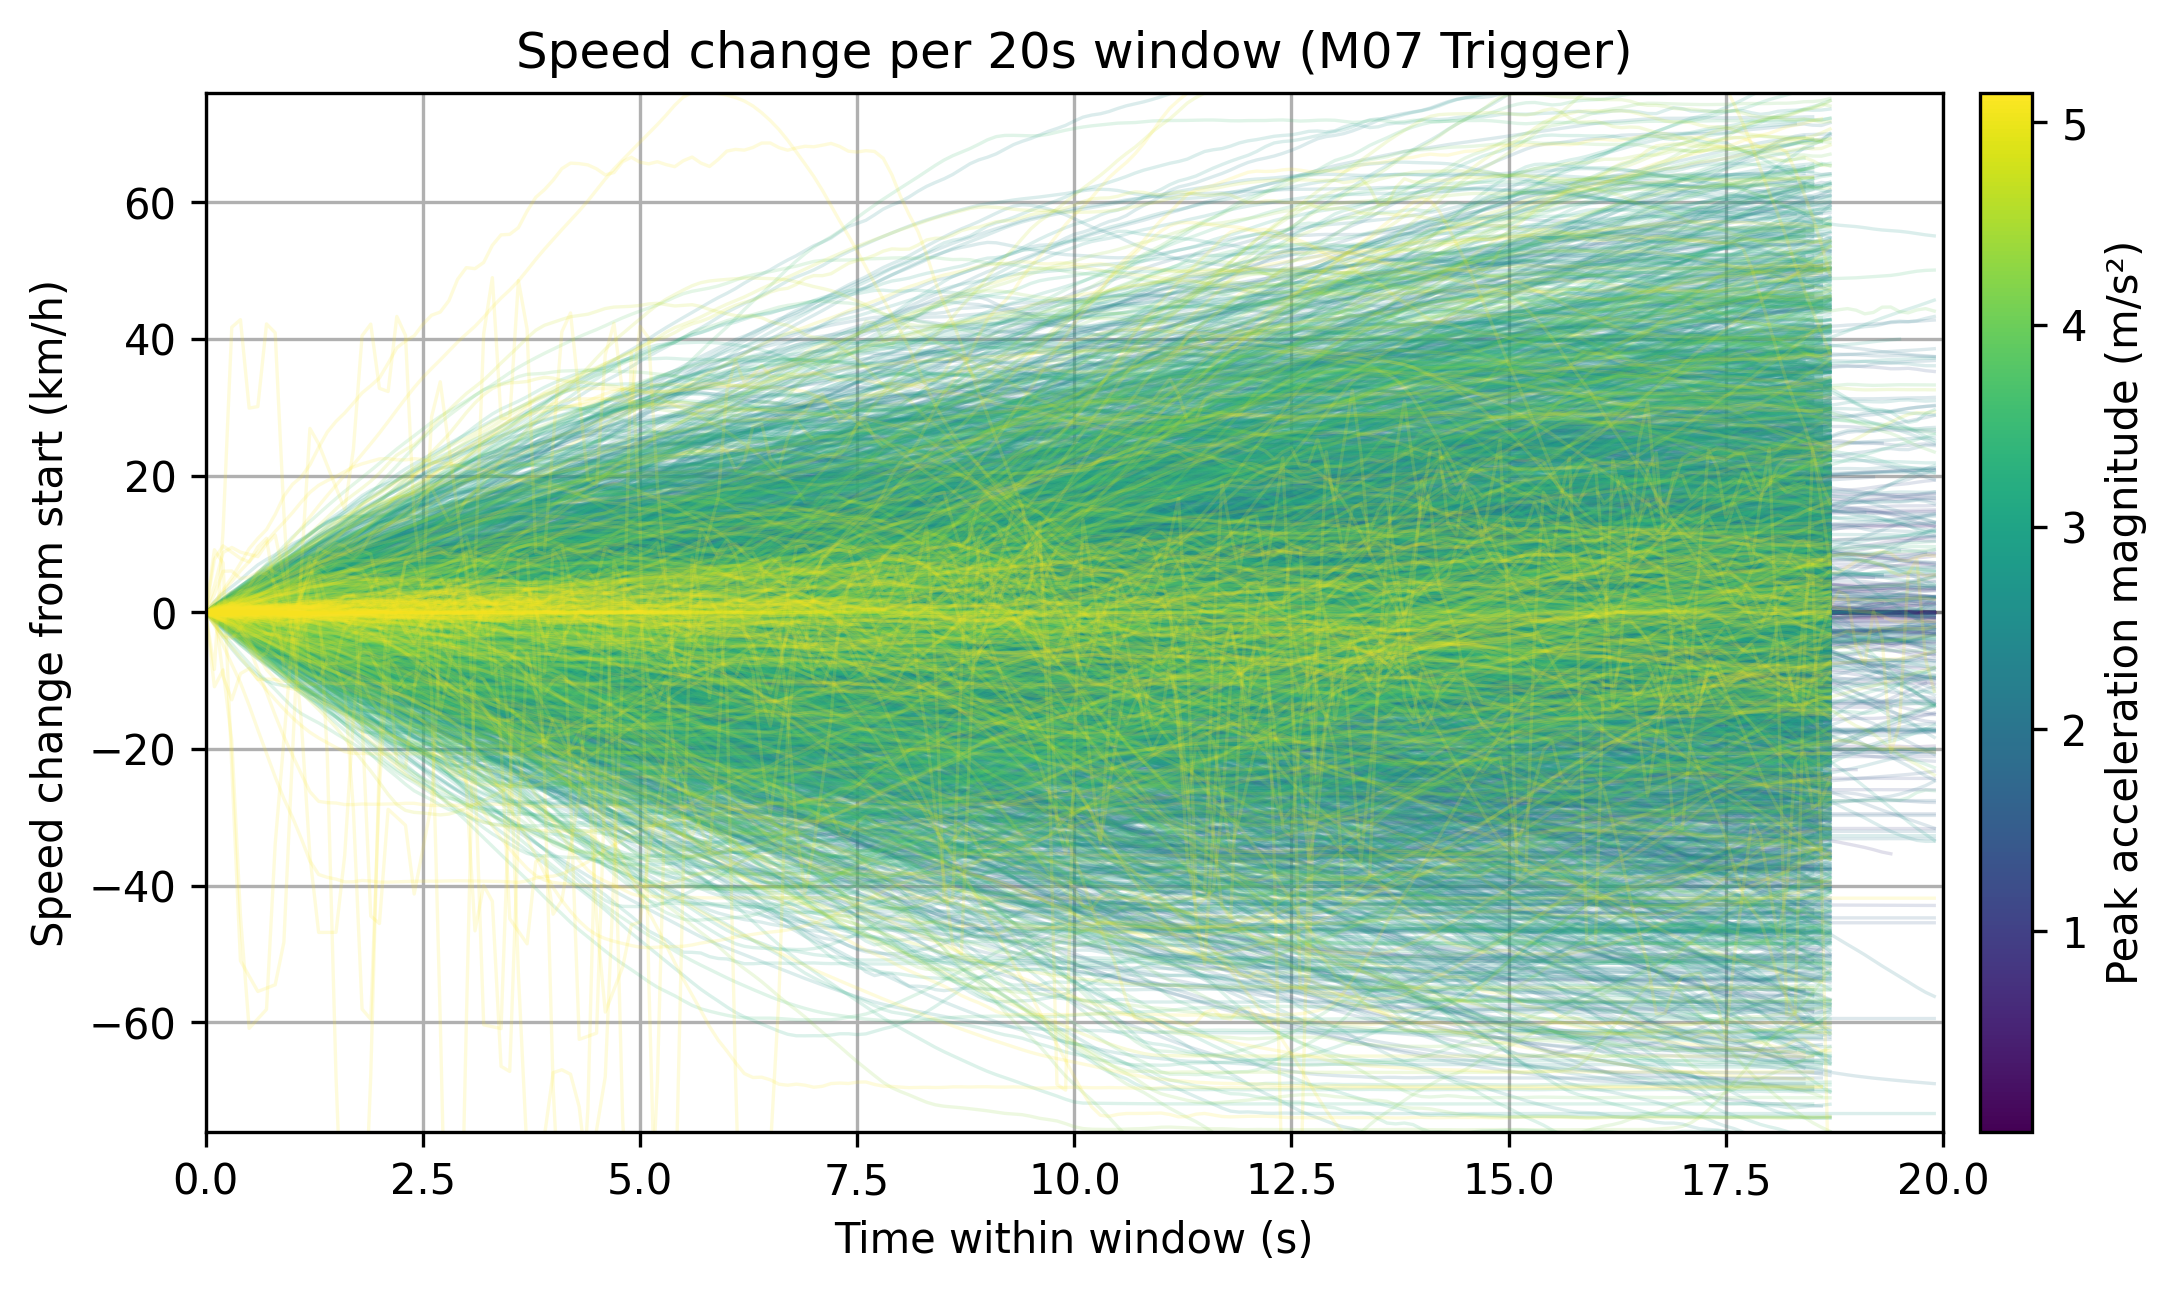 Speed change per 20s window (M07 Trigger)
Speed change from start (km/h)
60
40
20
0
−20
−40
−60
0.0 2.5 5.0 7.5 10.0 12.5 15.0 17.5 20.0
Time within window (s)
5
4
3
2
1
Peak acceleration magnitude (m/s²)